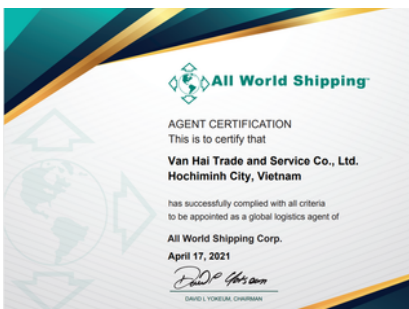 All World Shipping
AGENT CERTIFICATION
This is to certify that
Van Hai Trade and Service Co., Ltd.
Hochiminh City, Vietnam
has successfully complied with all criteria
to be appointed as a global logistics agent of
All World Shipping Corp.
April 17, 2021
DAVID L YOKEUM, CHAIRMAN